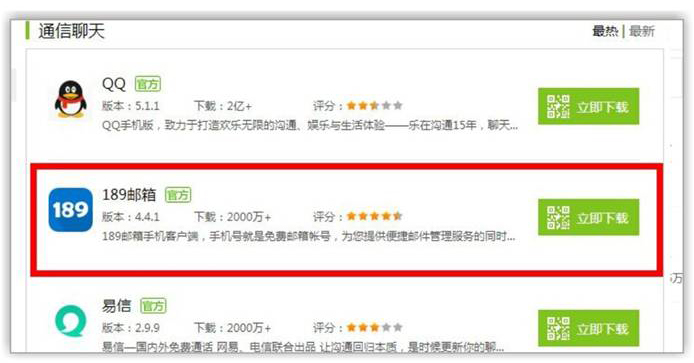 通信聊天
最热 | 最新
QQ 官方
版本：5.1.1 下载：2亿+ 评分：
QQ手机版，致力于打造欢乐无限的沟通、娱乐与生活体验——乐在沟通15年，聊天...
立即下载
189
189邮箱 官方
版本：4.4.1 下载：2000万+ 评分：
189邮箱手机客户端，手机号就是免费邮箱帐号，为您提供便捷邮件管理服务的同时...
立即下载
万
易信 官方
版本：2.9.9 下载：2000万+ 评分：
易信—国内外免费通话 网易、电信联合出品 让沟通回归本质，是时候更新你的聊...
立即下载